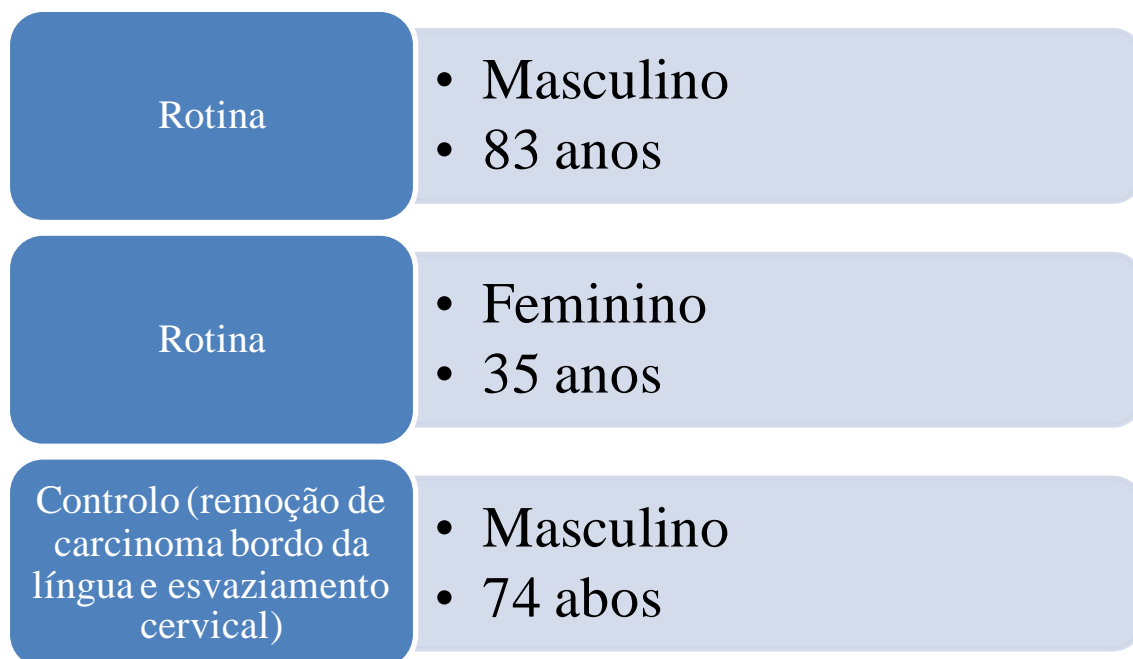 Rotina
• Masculino
• 83 anos
Rotina
• Feminino
• 35 anos
Controlo (remoção de
carcinoma bordo da
língua e esvaziamento
cervical)
• Masculino
• 74 abos